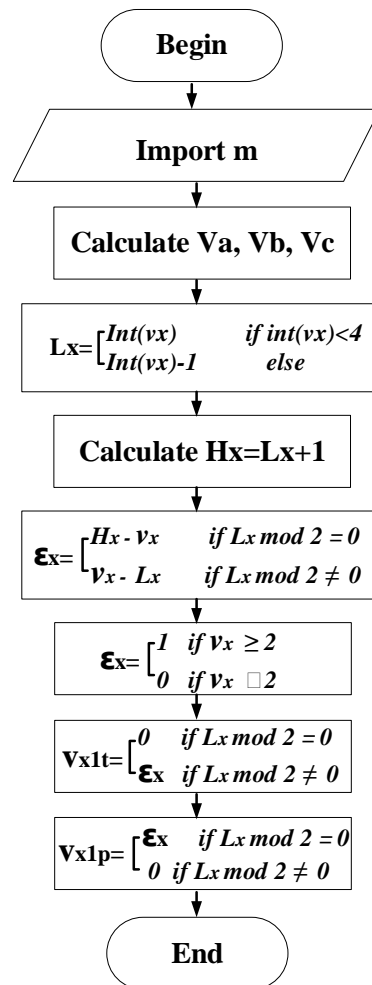 Begin
Import m
Calculate Va, Vb, Vc
Lx=[Int(vx) if int(vx)<4
Int(vx)-1 else
Calculate Hx=Lx+1
εx=[Hx - vx if Lx mod 2 = 0
vx - Lx if Lx mod 2 ≠ 0
εx=[1 if vx ≥ 2
0 if vx □ 2
Vx1t=[0 if Lx mod 2 = 0
εx if Lx mod 2 ≠ 0
Vx1p=[εx if Lx mod 2 = 0
0 if Lx mod 2 ≠ 0
End